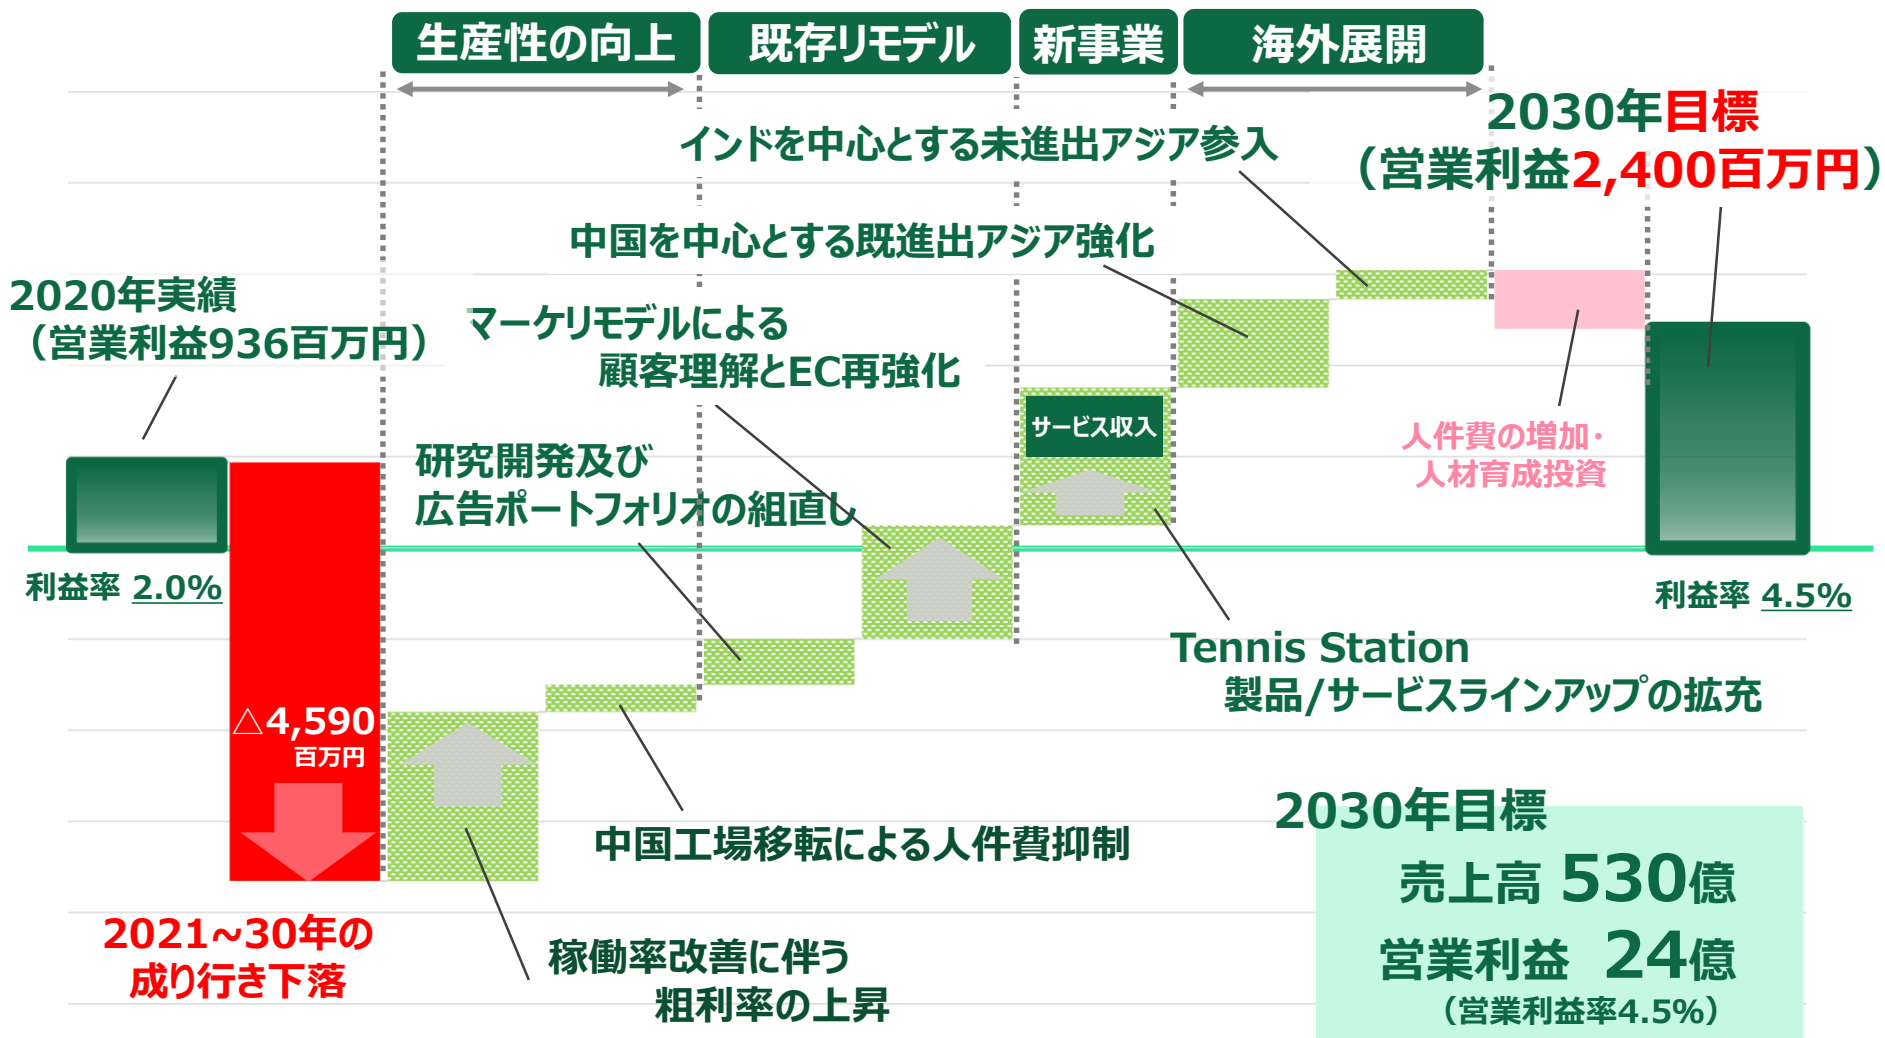 生産性の向上
既存リモデル
新事業
海外展開
2030年目標
（営業利益2,400百万円）
インドを中心とする未進出アジア参入
中国を中心とする既進出アジア強化
2020年実績
（営業利益936百万円）
マーケリモデルによる
顧客理解とEC再強化
サービス収入
人件費の増加・
人材育成投資
研究開発及び
広告ポートフォリオの組直し
利益率 2.0%
利益率 4.5%
Tennis Station
製品/サービスラインアップの拡充
△4,590
百万円
中国工場移転による人件費抑制
2021~30年の
成り行き下落
稼働率改善に伴う
粗利率の上昇
2030年目標
売上高 530億
営業利益 24億
（営業利益率4.5%）